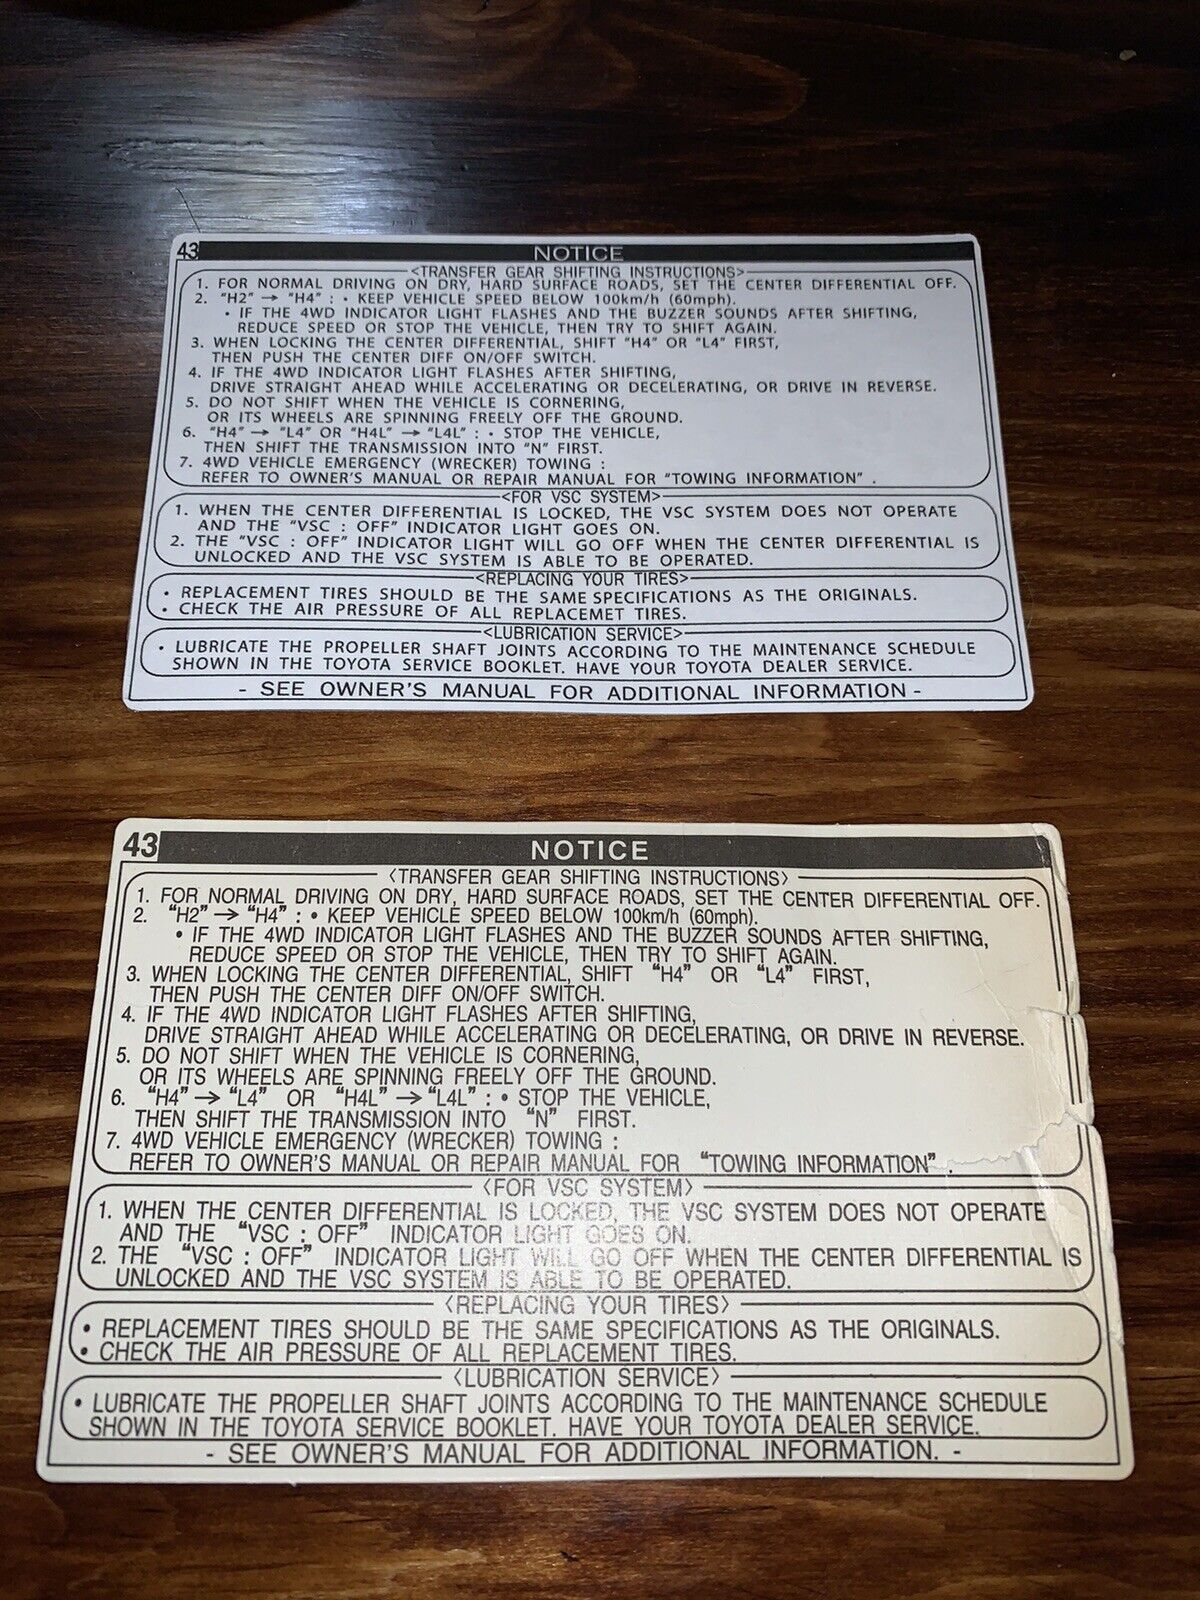 43 NOTICE
<TRANSFER GEAR SHIFTING INSTRUCTIONS>
1. FOR NORMAL DRIVING ON DRY, HARD SURFACE ROADS, SET THE CENTER DIFFERENTIAL OFF.
2. "H2" → "H4" : • KEEP VEHICLE SPEED BELOW 100km/h (60mph).
• IF THE 4WD INDICATOR LIGHT FLASHES AND THE BUZZER SOUNDS AFTER SHIFTING,
REDUCE SPEED OR STOP THE VEHICLE, THEN TRY TO SHIFT AGAIN.
3. WHEN LOCKING THE CENTER DIFFERENTIAL, SHIFT "H4" OR "L4" FIRST,
THEN PUSH THE CENTER DIFF ON/OFF SWITCH.
4. IF THE 4WD INDICATOR LIGHT FLASHES AFTER SHIFTING,
DRIVE STRAIGHT AHEAD WHILE ACCELERATING OR DECELERATING, OR DRIVE IN REVERSE.
5. DO NOT SHIFT WHEN THE VEHICLE IS CORNERING,
OR ITS WHEELS ARE SPINNING FREELY OFF THE GROUND.
6. "H4" → "L4" OR "H4L" → "L4L" : • STOP THE VEHICLE,
THEN SHIFT THE TRANSMISSION INTO "N" FIRST.
7. 4WD VEHICLE EMERGENCY (WRECKER) TOWING :
REFER TO OWNER'S MANUAL OR REPAIR MANUAL FOR "TOWING INFORMATION" .
<FOR VSC SYSTEM>
1. WHEN THE CENTER DIFFERENTIAL IS LOCKED, THE VSC SYSTEM DOES NOT OPERATE
AND THE "VSC : OFF" INDICATOR LIGHT GOES ON.
2. THE "VSC : OFF" INDICATOR LIGHT WILL GO OFF WHEN THE CENTER DIFFERENTIAL IS
UNLOCKED AND THE VSC SYSTEM IS ABLE TO BE OPERATED.
<REPLACING YOUR TIRES>
• REPLACEMENT TIRES SHOULD BE THE SAME SPECIFICATIONS AS THE ORIGINALS.
• CHECK THE AIR PRESSURE OF ALL REPLACEMET TIRES.
<LUBRICATION SERVICE>
• LUBRICATE THE PROPELLER SHAFT JOINTS ACCORDING TO THE MAINTENANCE SCHEDULE
SHOWN IN THE TOYOTA SERVICE BOOKLET. HAVE YOUR TOYOTA DEALER SERVICE.
- SEE OWNER'S MANUAL FOR ADDITIONAL INFORMATION -
43 NOTICE
〈TRANSFER GEAR SHIFTING INSTRUCTIONS〉
1. FOR NORMAL DRIVING ON DRY, HARD SURFACE ROADS, SET THE CENTER DIFFERENTIAL OFF.
2. "H2" → "H4" : • KEEP VEHICLE SPEED BELOW 100km/h (60mph).
• IF THE 4WD INDICATOR LIGHT FLASHES AND THE BUZZER SOUNDS AFTER SHIFTING,
REDUCE SPEED OR STOP THE VEHICLE, THEN TRY TO SHIFT AGAIN.
3. WHEN LOCKING THE CENTER DIFFERENTIAL, SHIFT "H4" OR "L4" FIRST,
THEN PUSH THE CENTER DIFF ON/OFF SWITCH.
4. IF THE 4WD INDICATOR LIGHT FLASHES AFTER SHIFTING,
DRIVE STRAIGHT AHEAD WHILE ACCELERATING OR DECELERATING, OR DRIVE IN REVERSE.
5. DO NOT SHIFT WHEN THE VEHICLE IS CORNERING,
OR ITS WHEELS ARE SPINNING FREELY OFF THE GROUND.
6. "H4" → "L4" OR "H4L" → "L4L" : • STOP THE VEHICLE,
THEN SHIFT THE TRANSMISSION INTO "N" FIRST.
7. 4WD VEHICLE EMERGENCY (WRECKER) TOWING :
REFER TO OWNER'S MANUAL OR REPAIR MANUAL FOR "TOWING INFORMATION" .
〈FOR VSC SYSTEM〉
1. WHEN THE CENTER DIFFERENTIAL IS LOCKED, THE VSC SYSTEM DOES NOT OPERATE
AND THE "VSC : OFF" INDICATOR LIGHT GOES ON.
2. THE "VSC : OFF" INDICATOR LIGHT WILL GO OFF WHEN THE CENTER DIFFERENTIAL IS
UNLOCKED AND THE VSC SYSTEM IS ABLE TO BE OPERATED.
〈REPLACING YOUR TIRES〉
• REPLACEMENT TIRES SHOULD BE THE SAME SPECIFICATIONS AS THE ORIGINALS.
• CHECK THE AIR PRESSURE OF ALL REPLACEMENT TIRES.
〈LUBRICATION SERVICE〉
• LUBRICATE THE PROPELLER SHAFT JOINTS ACCORDING TO THE MAINTENANCE SCHEDULE
SHOWN IN THE TOYOTA SERVICE BOOKLET. HAVE YOUR TOYOTA DEALER SERVICE.
- SEE OWNER'S MANUAL FOR ADDITIONAL INFORMATION. -